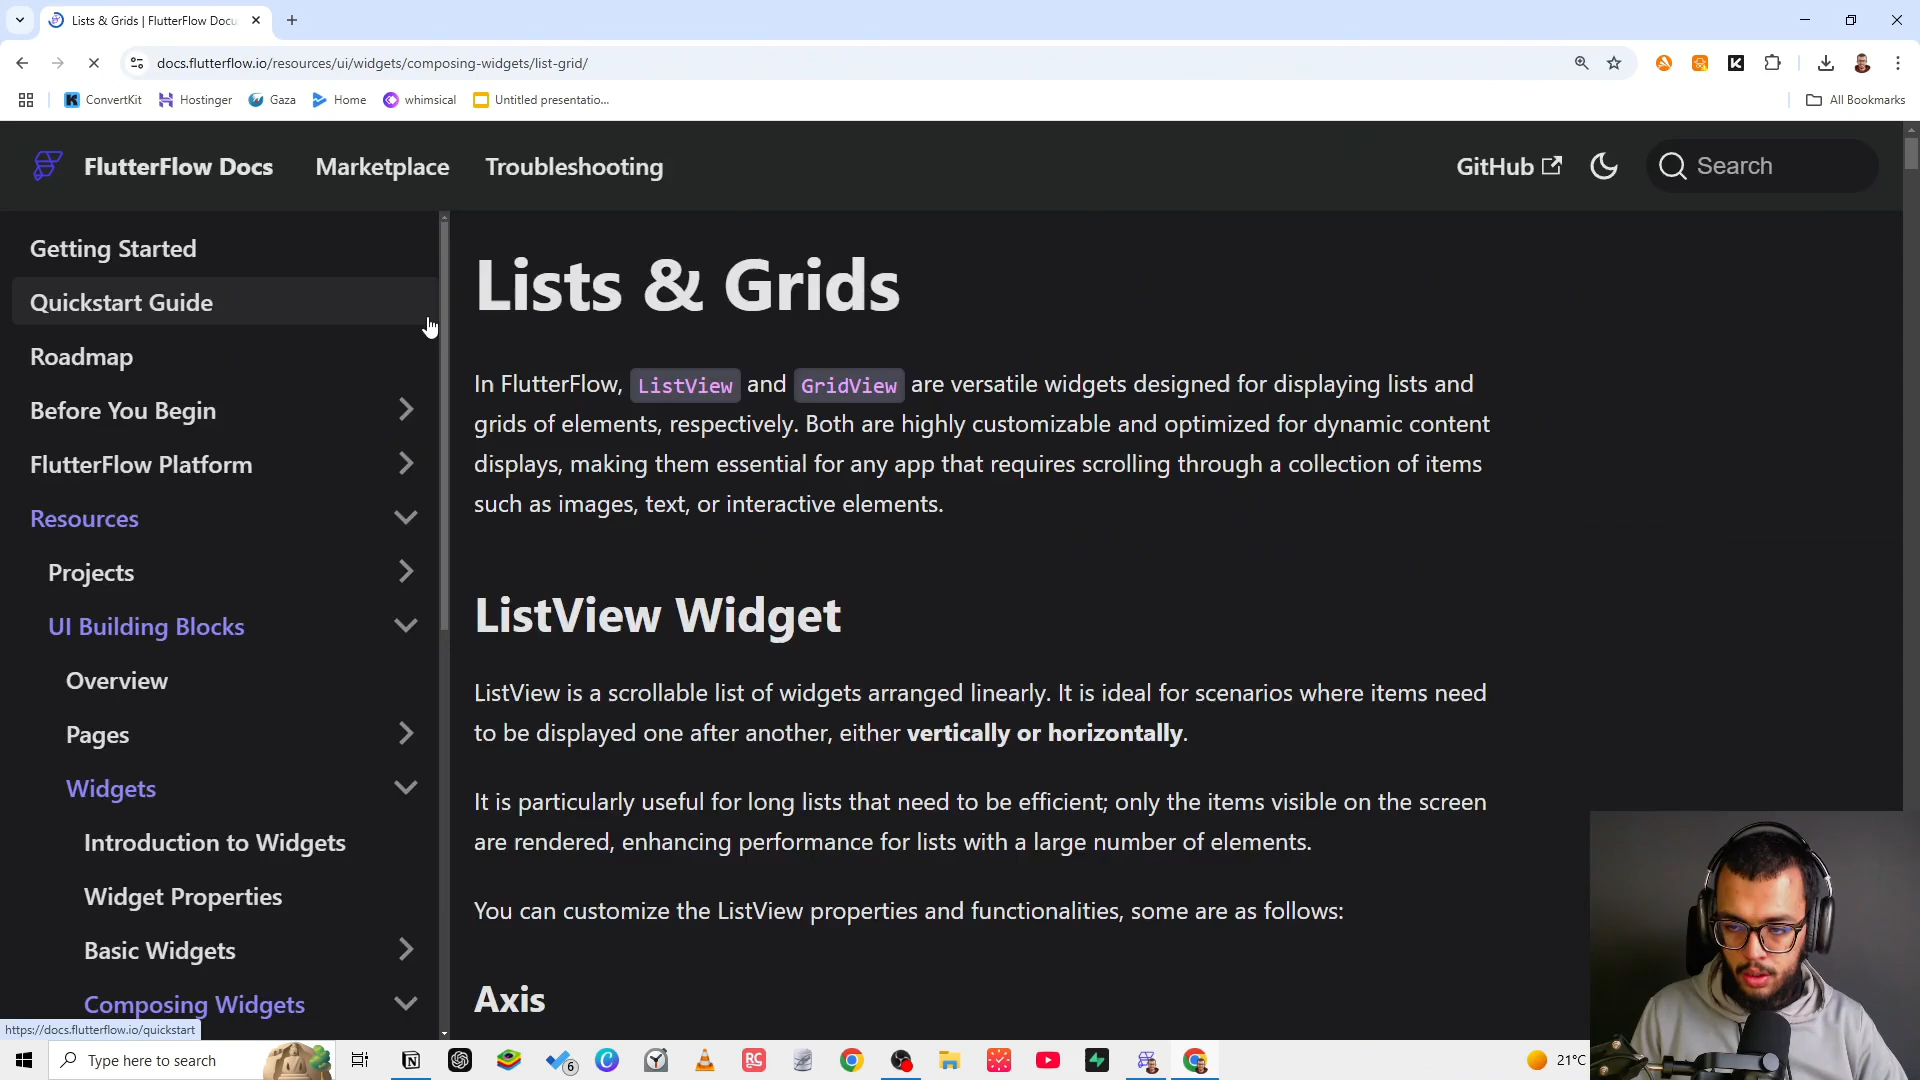 Lists & Grids | FlutterFlow Docu
docs.flutterflow.io/resources/ui/widgets/composing-widgets/list-grid/
ConvertKit
Hostinger
Gaza
Home
whimsical
Untitled presentatio...
All Bookmarks
FlutterFlow Docs
Marketplace
Troubleshooting
GitHub
Search
Getting Started
Quickstart Guide
Roadmap
Before You Begin
FlutterFlow Platform
Resources
Projects
UI Building Blocks
Overview
Pages
Widgets
Introduction to Widgets
Widget Properties
Basic Widgets
Composing Widgets
Lists & Grids
In FlutterFlow, ListView and GridView are versatile widgets designed for displaying lists and
grids of elements, respectively. Both are highly customizable and optimized for dynamic content
displays, making them essential for any app that requires scrolling through a collection of items
such as images, text, or interactive elements.
ListView Widget
ListView is a scrollable list of widgets arranged linearly. It is ideal for scenarios where items need
to be displayed one after another, either vertically or horizontally.
It is particularly useful for long lists that need to be efficient; only the items visible on the screen
are rendered, enhancing performance for lists with a large number of elements.
You can customize the ListView properties and functionalities, some are as follows:
Axis
https://docs.flutterflow.io/quickstart
Type here to search
6
RC
21°C